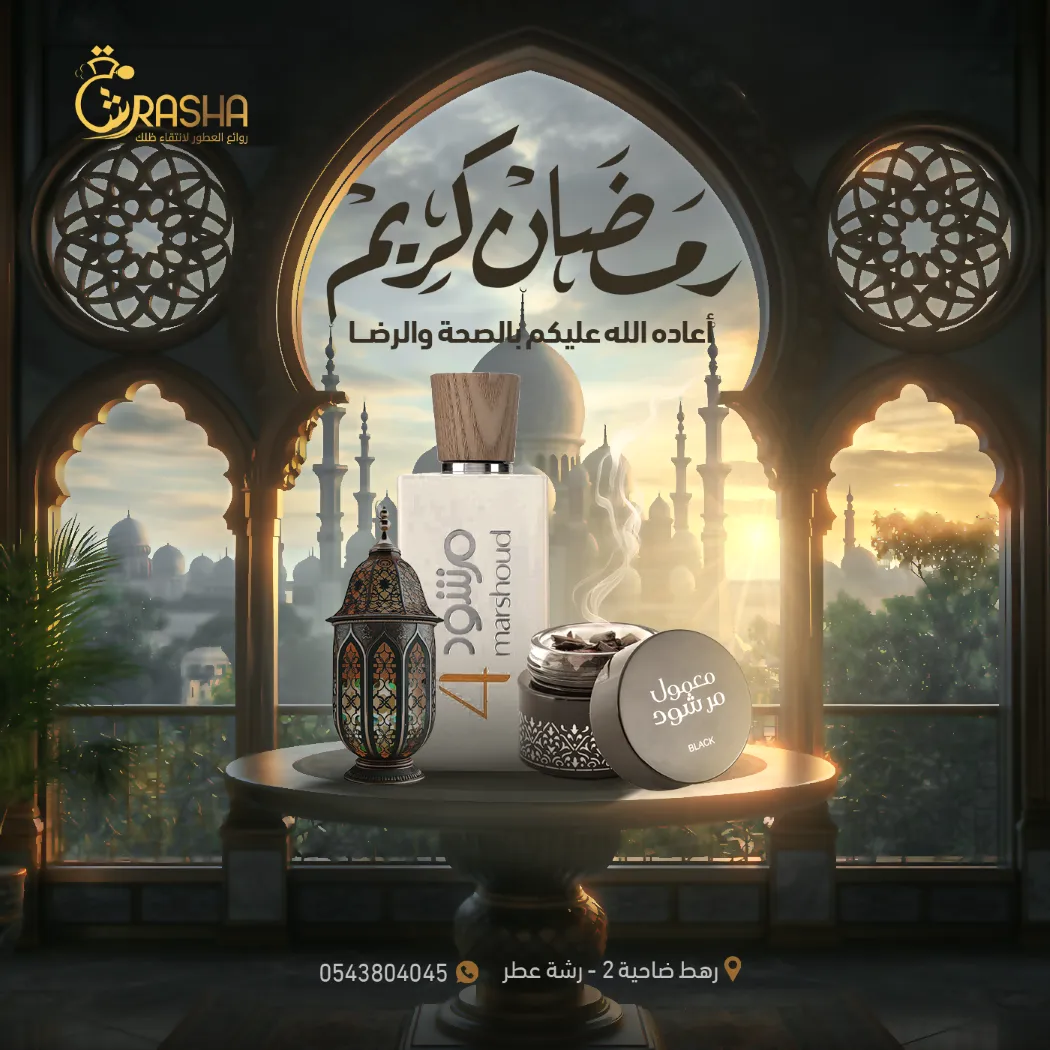 RASHA
روائع العطور لانتقاء ظلك
رمضان كريم
أعاده الله عليكم بالصحة والرضا
مرشود
marshoud
4
معمول
مرشود
BLACK
رهط ضاحية 2 - رشة عطر
0543804045